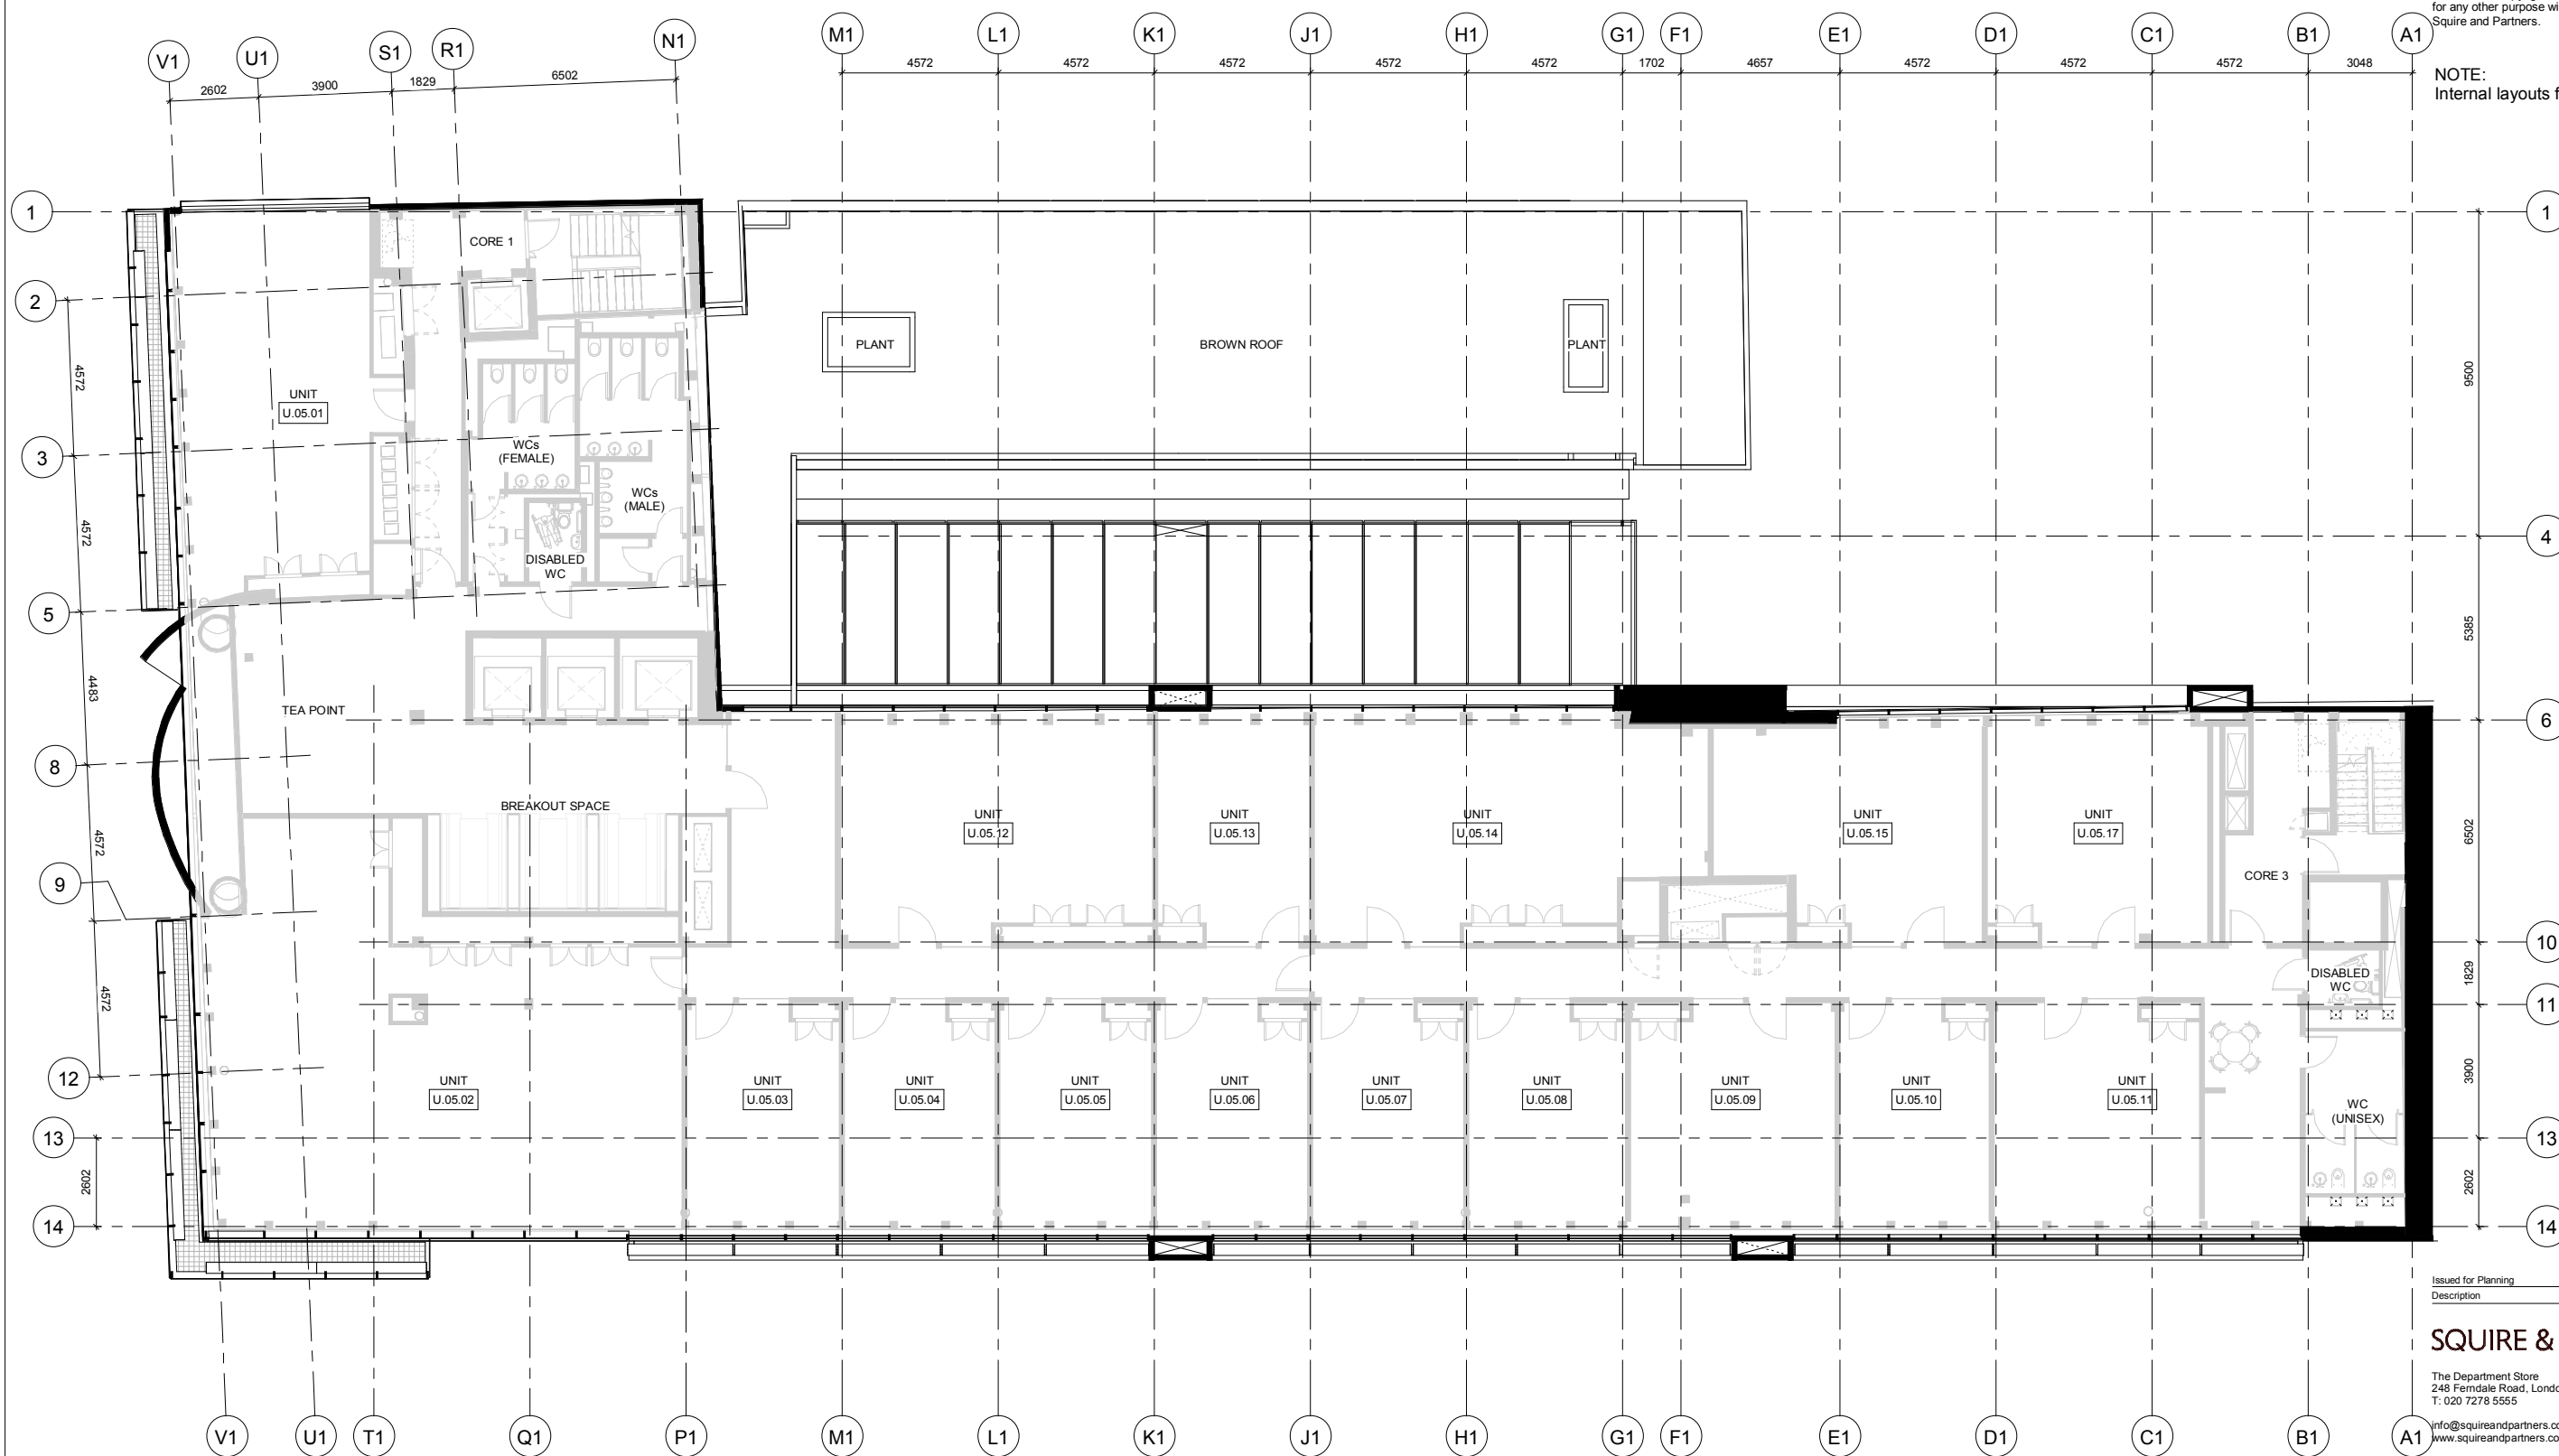 for any other purpose wi
Squire and Partners.
NOTE:
Internal layouts f
V1 U1 S1 R1 N1 M1 L1 K1 J1 H1 G1 F1 E1 D1 C1 B1 A1
2602 3900 1829 6502 4572 4572 4572 4572 4572 1702 4657 4572 4572 4572 3048
1 1
2
3
4
5
6
8
9
10
11
12
13 13
14 14
4572
4572
4483
4572
4572
2602
9500
5385
6502
1829
3900
2602
CORE 1
UNIT
U.05.01
WCs
(FEMALE)
WCs
(MALE)
DISABLED
WC
PLANT
BROWN ROOF
PLANT
TEA POINT
BREAKOUT SPACE
UNIT
U.05.12
UNIT
U.05.13
UNIT
U.05.14
UNIT
U.05.15
UNIT
U.05.17
CORE 3
DISABLED
WC
UNIT
U.05.02
UNIT
U.05.03
UNIT
U.05.04
UNIT
U.05.05
UNIT
U.05.06
UNIT
U.05.07
UNIT
U.05.08
UNIT
U.05.09
UNIT
U.05.10
UNIT
U.05.11
WC
(UNISEX)
Issued for Planning
Description
SQUIRE &
The Department Store
248 Ferndale Road, Londo
T: 020 7278 5555
info@squireandpartners.co
www.squireandpartners.co
V1 U1 T1 Q1 P1 M1 L1 K1 J1 H1 G1 F1 E1 D1 C1 B1 A1